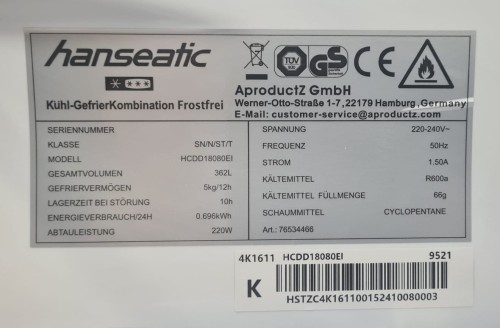 hanseatic
Kühl-GefrierKombination Frostfrei
TÜV
GS
CE
AproductZ GmbH
Werner-Otto-Straße 1-7,22179 Hamburg,Germany
E-Mail: customer-service@aproductz.com
SERIENNUMMER
KLASSE SN/N/ST/T
MODELL HCDD18080EI
GESAMTVOLUMEN 362L
GEFRIERVERMÖGEN 5kg/12h
LAGERZEIT BEI STÖRUNG 10h
ENERGIEVERBRAUCH/24H 0.696kWh
ABTAULEISTUNG 220W
SPANNUNG 220-240V~
FREQUENZ 50Hz
STROM 1.50A
KÄLTEMITTEL R600a
KÄLTEMITTEL FÜLLMENGE 66g
SCHAUMMITTEL CYCLOPENTANE
Art.: 76534466
4K1611 HCDD18080EI 9521
K
HSTZC4K161100152410080003